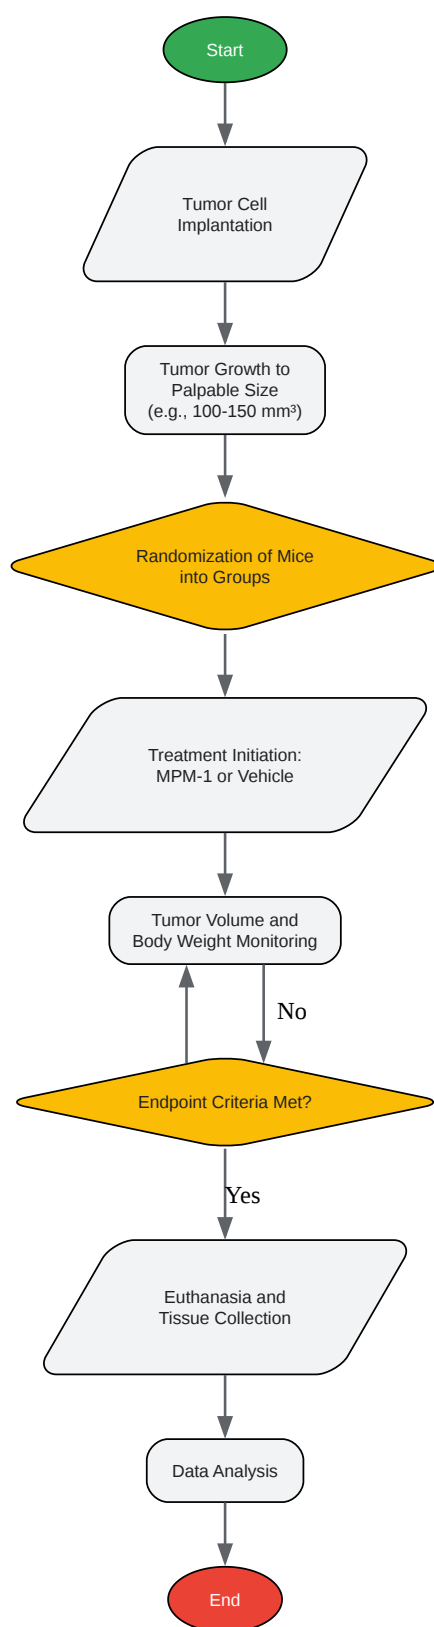 Start
Tumor Cell
Implantation
Tumor Growth to
Palpable Size
(e.g., 100-150 mm³)
Randomization of Mice
into Groups
Treatment Initiation:
MPM-1 or Vehicle
Tumor Volume and
Body Weight Monitoring
No
Endpoint Criteria Met?
Yes
Euthanasia and
Tissue Collection
Data Analysis
End